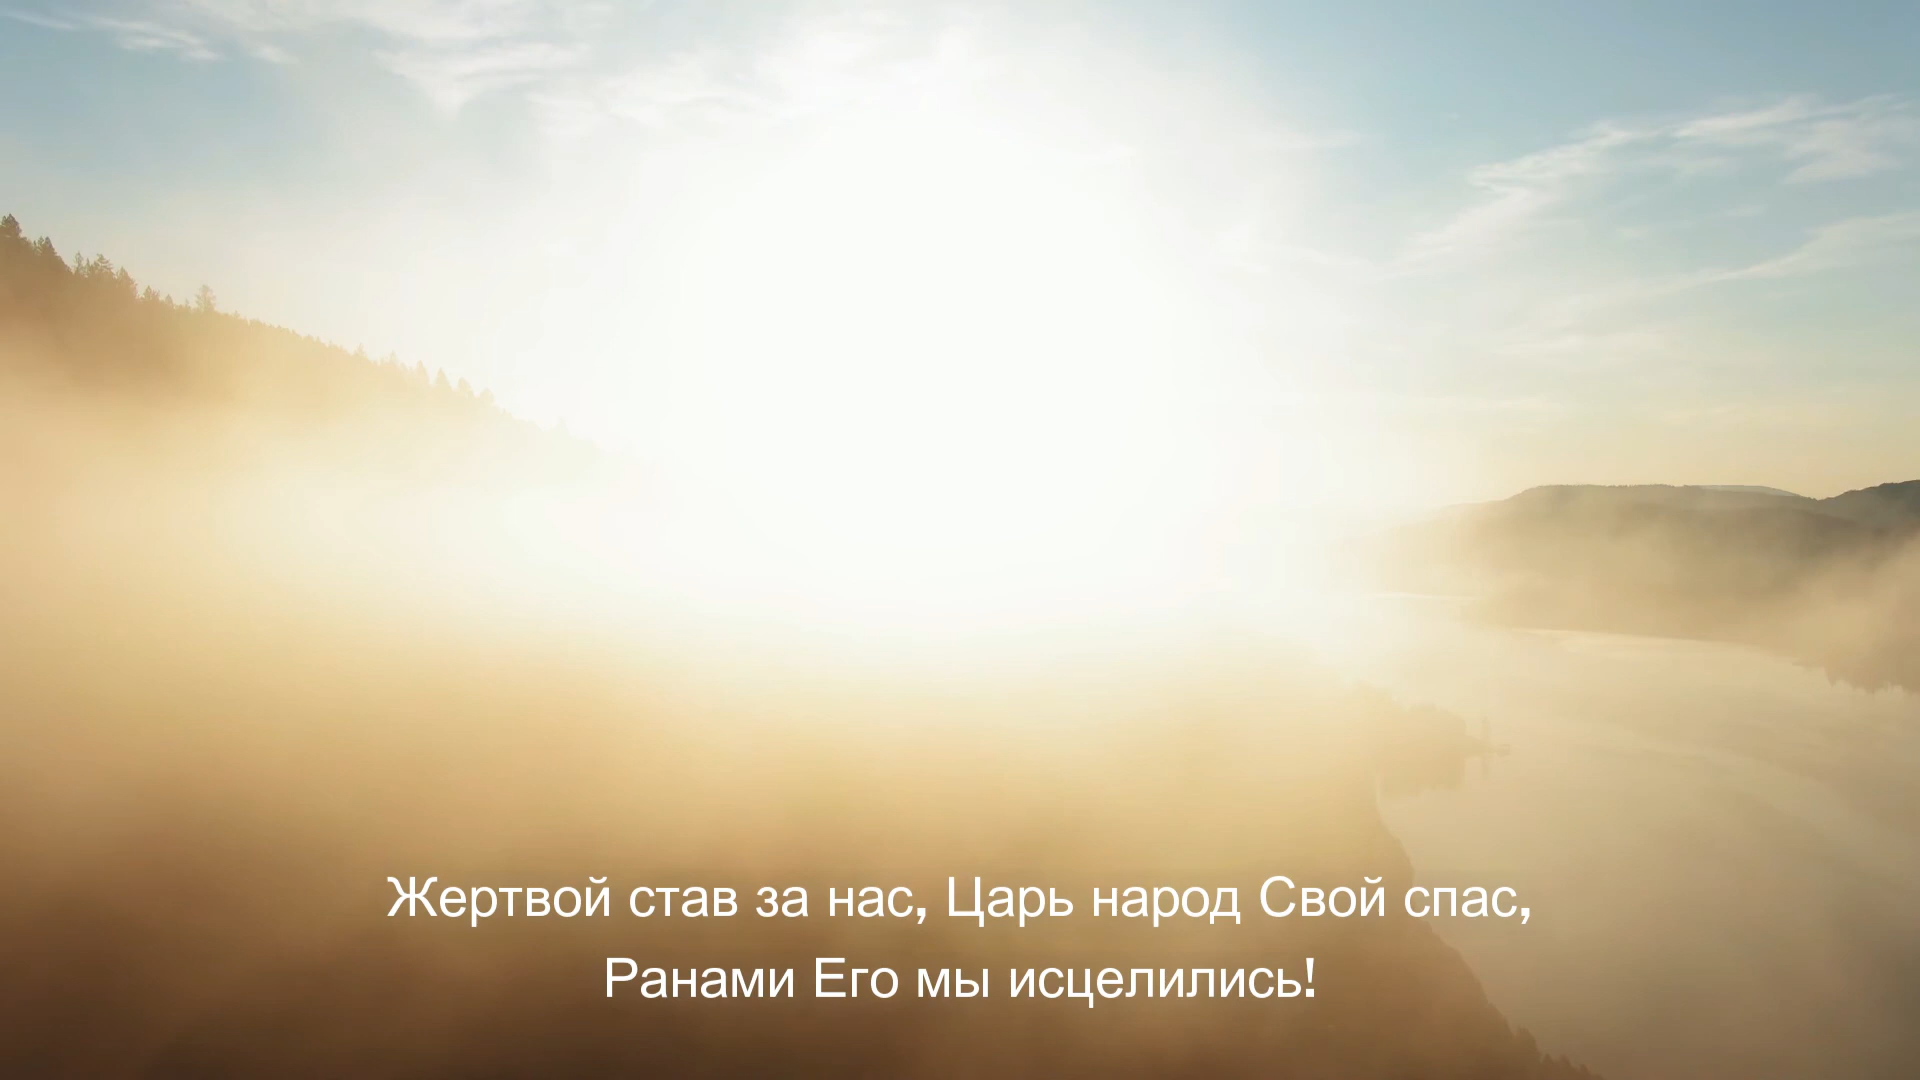 Жертвой став за нас, Царь народ Свой спас,
Ранами Его мы исцелились!